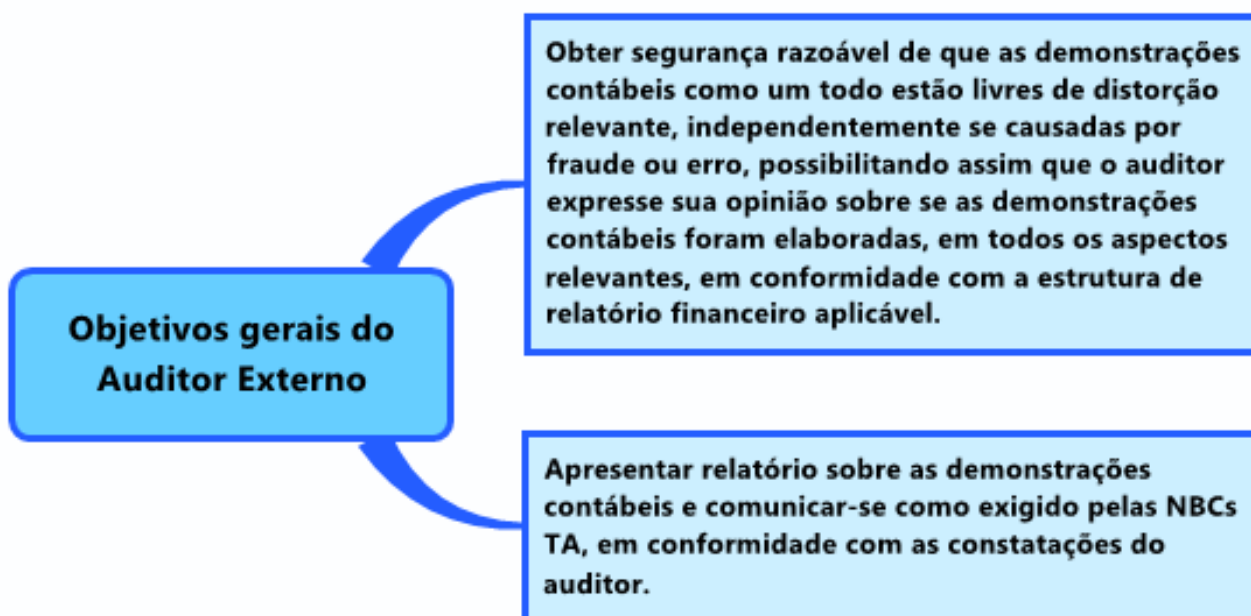 Objetivos gerais do
Auditor Externo
Obter segurança razoável de que as demonstrações
contábeis como um todo estão livres de distorção
relevante, independentemente se causadas por
fraude ou erro, possibilitando assim que o auditor
expresse sua opinião sobre se as demonstrações
contábeis foram elaboradas, em todos os aspectos
relevantes, em conformidade com a estrutura de
relatório financeiro aplicável.
Apresentar relatório sobre as demonstrações
contábeis e comunicar-se como exigido pelas NBCs
TA, em conformidade com as constatações do
auditor.